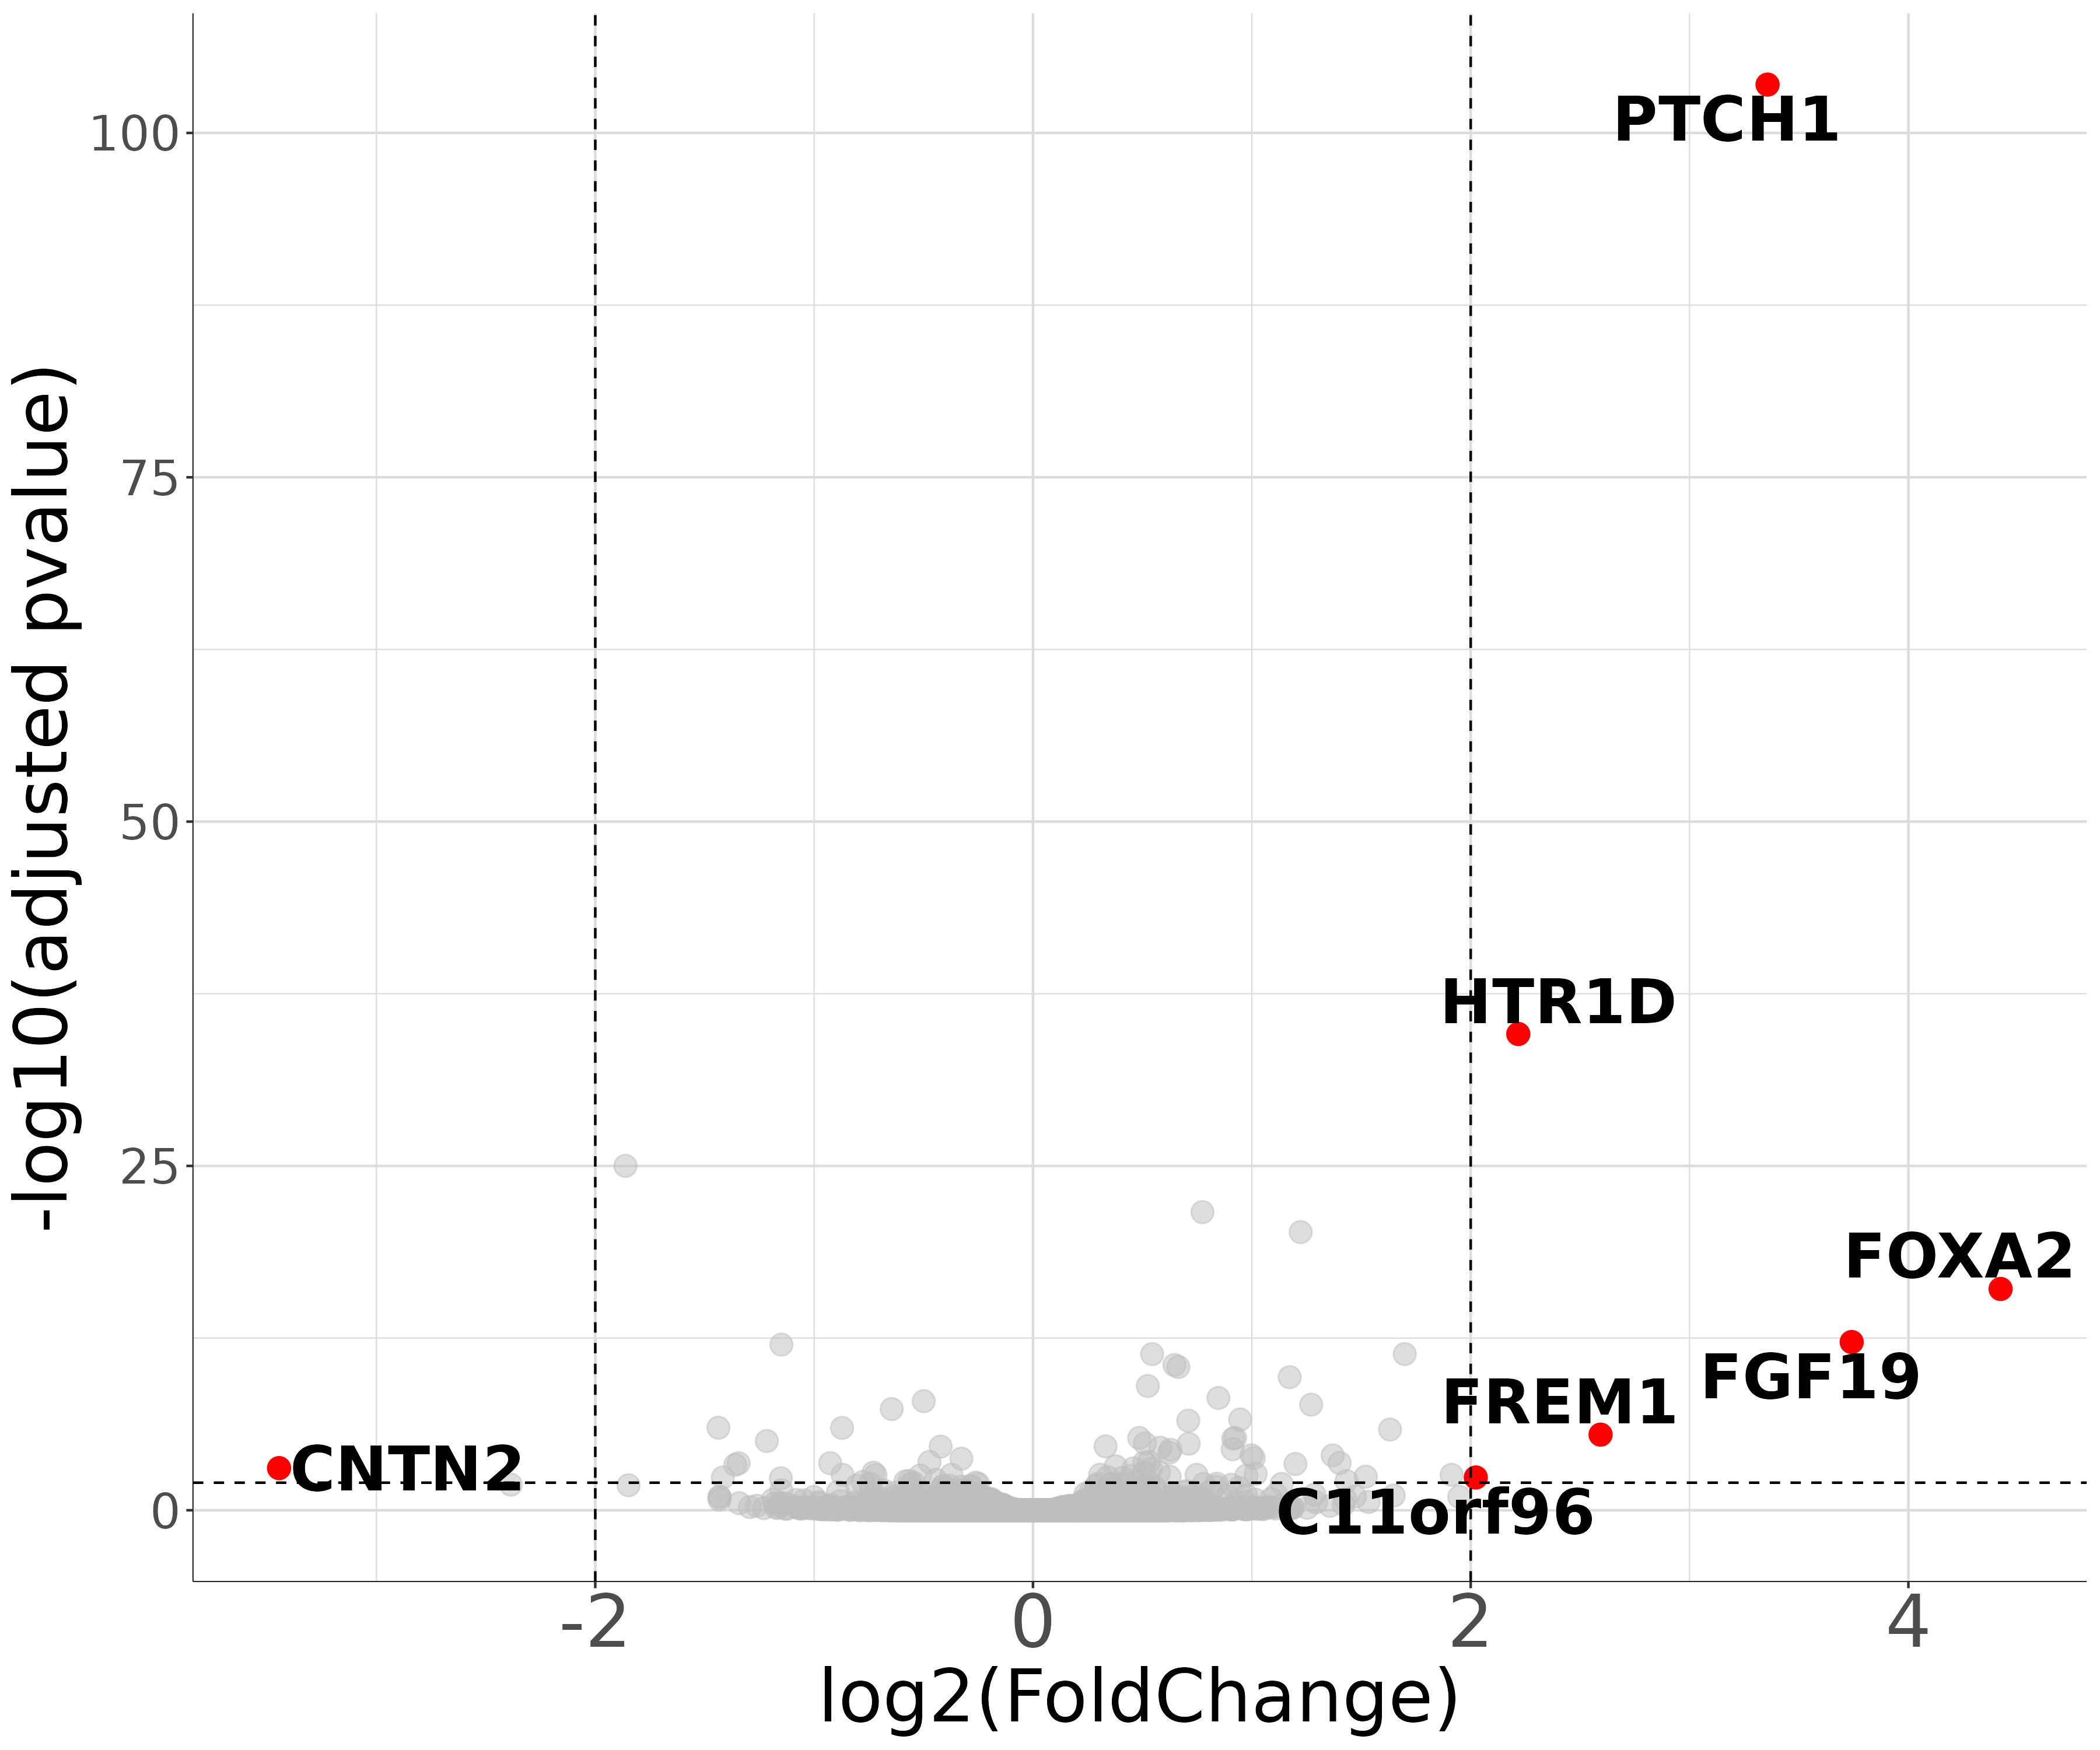 PTCH1
100
75
50
HTR1D
25
FOXA2
FGF19
FREM1
CNTN2
C11orf96
0
-2
0
2
4
log2(FoldChange)
-log10(adjusted pvalue)